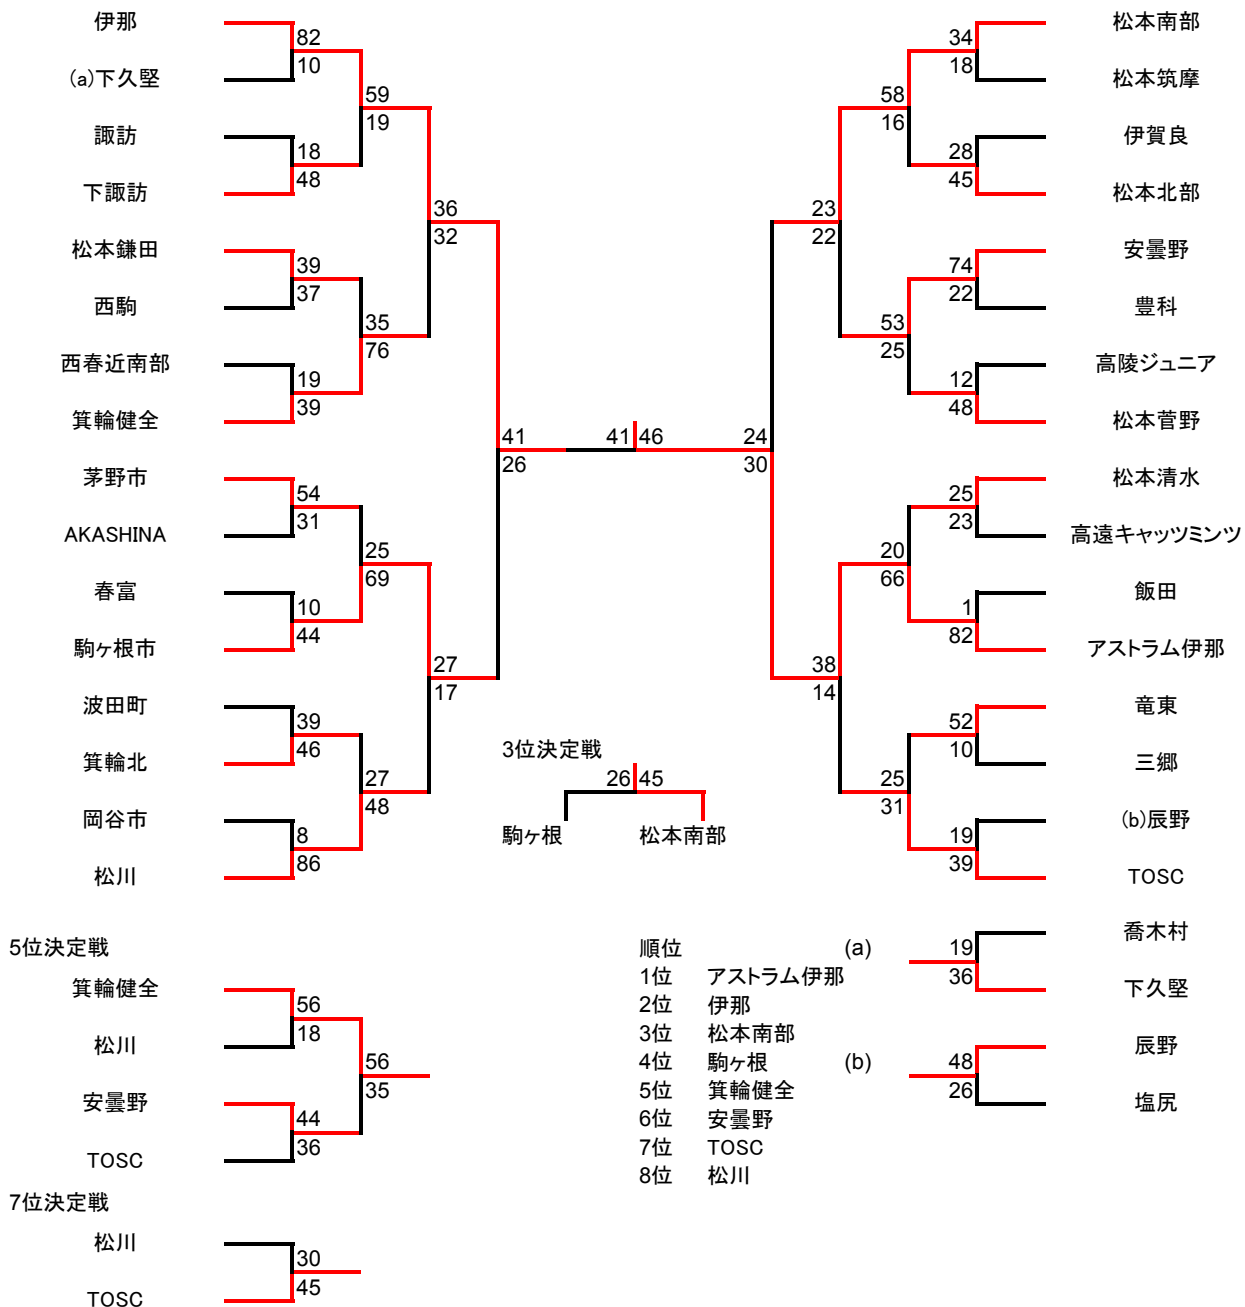 伊那
82
10
(a)下久堅
59
19
諏訪
18
48
下諏訪
36
32
松本鎌田
39
37
西駒
35
76
西春近南部
19
39
箕輪健全
41
26
茅野市
54
31
AKASHINA
25
69
春富
10
44
駒ヶ根市
27
17
波田町
39
46
箕輪北
27
48
岡谷市
8
86
松川
41 46
松本南部
34
18
松本筑摩
58
16
伊賀良
28
45
松本北部
23
22
安曇野
74
22
豊科
53
25
高陵ジュニア
12
48
松本菅野
24
30
松本清水
25
23
高遠キャッツミンツ
20
66
飯田
1
82
アストラム伊那
38
14
竜東
52
10
三郷
25
31
(b)辰野
19
39
TOSC
3位決定戦
26 45
駒ヶ根 松本南部
5位決定戦
箕輪健全
56
18
松川
56
35
安曇野
44
36
TOSC
7位決定戦
松川
30
45
TOSC
順位
1位 アストラム伊那
2位 伊那
3位 松本南部
4位 駒ヶ根
5位 箕輪健全
6位 安曇野
7位 TOSC
8位 松川
(a)
喬木村
19
36
下久堅
(b)
辰野
48
26
塩尻